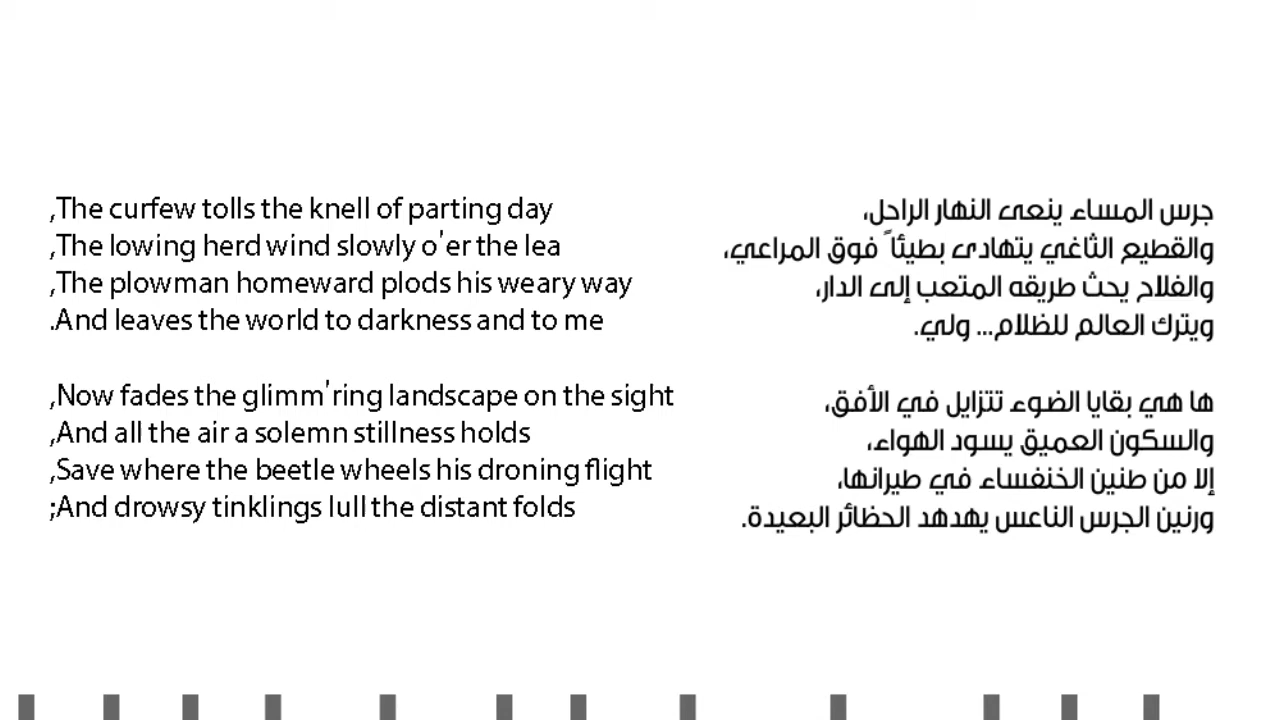 ,The curfew tolls the knell of parting day
,The lowing herd wind slowly o'er the lea
,The plowman homeward plods his weary way
.And leaves the world to darkness and to me
,Now fades the glimm'ring landscape on the sight
,And all the air a solemn stillness holds
,Save where the beetle wheels his droning flight
;And drowsy tinklings lull the distant folds
جرس المساء ينعى النهار الراحل،
والقطيع الثاغي يتهادى بطيئاً فوق المراعي،
والفلاح يحث طريقه المتعب إلى الدار،
ويترك العالم للظلام... ولي.
ها هي بقايا الضوء تتزايل في الأفق،
والسكون العميق يسود الهواء،
إلا من طنين الخنفساء في طيرانها،
ورنين الجرس الناعس يهدهد الحظائر البعيدة.